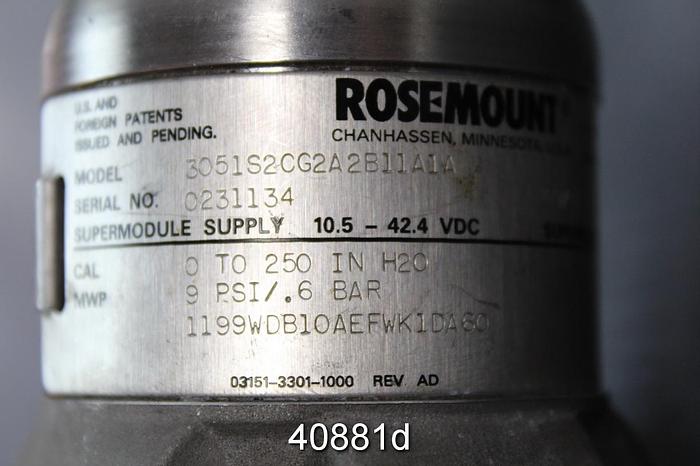 U.S. AND
FOREIGN PATENTS
ISSUED AND PENDING.
ROSEMOUNT®
CHANHASSEN, MINNESOTA
MODEL 3051S2CG2A2B11A1A
SERIAL NO. 0231134
SUPERMODULE SUPPLY 10.5 - 42.4 VDC
CAL 0 TO 250 IN H2O
MWP 9 PSI/.6 BAR
1199WDB10AEFWK1DA60
03151-3301-1000 REV AD
40881d